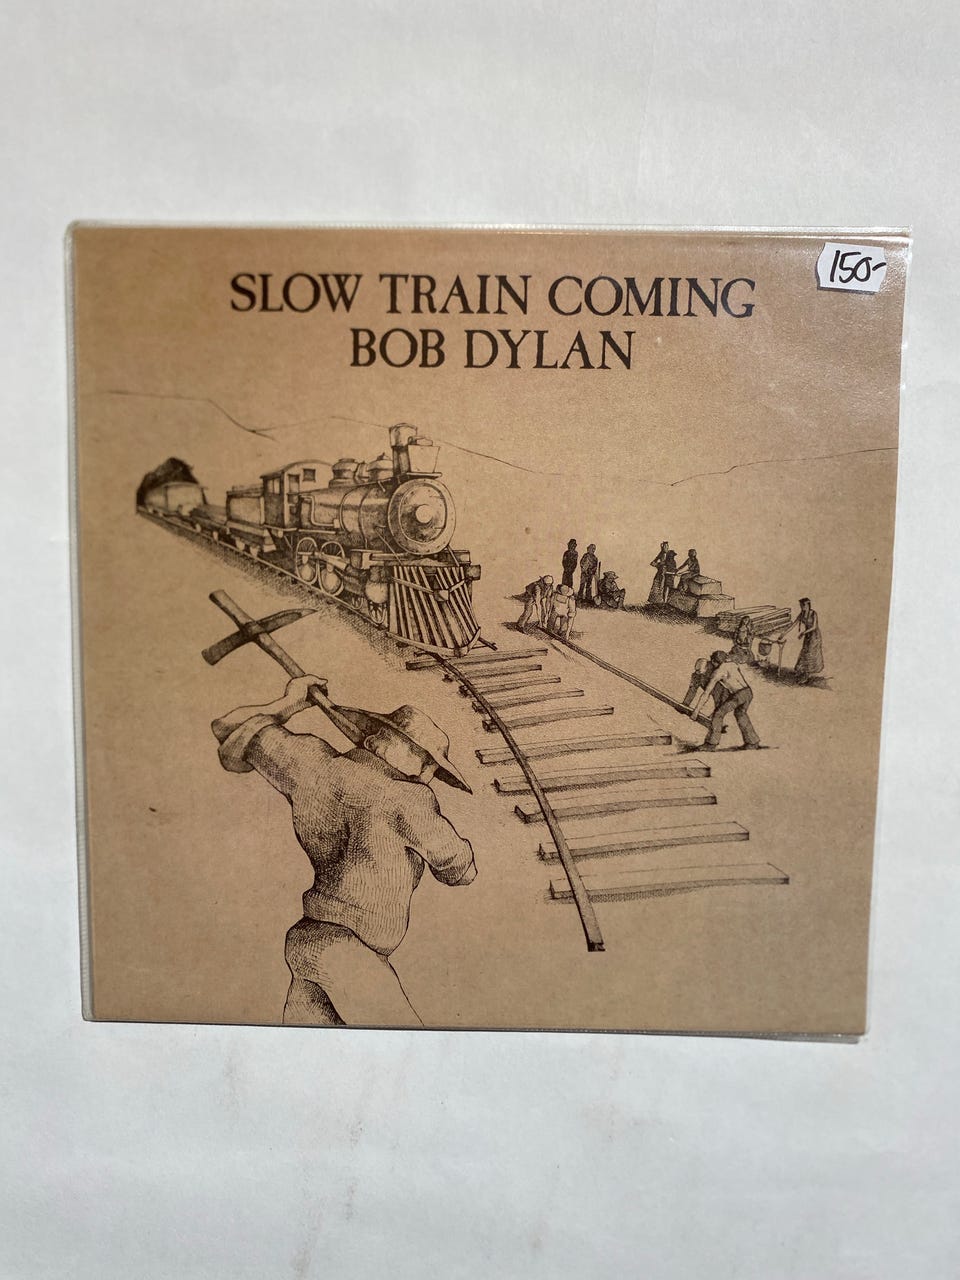 150-
SLOW TRAIN COMING
BOB DYLAN